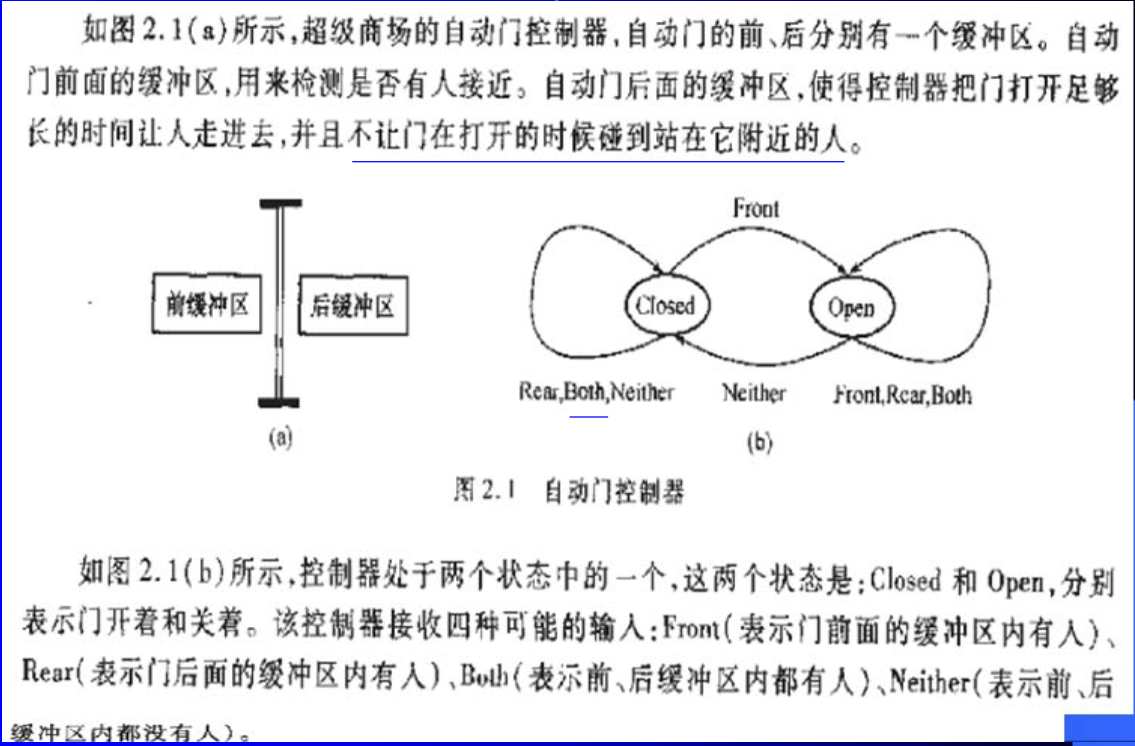 如图2.1(a)所示,超级商场的自动门控制器,自动门的前、后分别有一个缓冲区。自动
门前面的缓冲区,用来检测是否有人接近。自动门后面的缓冲区,使得控制器把门打开足够
长的时间让人走进去,并且不让门在打开的时候碰到站在它附近的人。
Front
前缓冲区
后缓冲区
Closed
Open
Rear,Both,Neither
Neither
Front,Rear,Both
(a)
(b)
图2.1 自动门控制器
如图2.1(b)所示,控制器处于两个状态中的一个,这两个状态是:Closed 和 Open,分别
表示门开着和关着。该控制器接收四种可能的输入:Front(表示门前面的缓冲区内有人)、
Rear(表示门后面的缓冲区内有人)、Both(表示前、后缓冲区内都有人)、Neither(表示前、后
缓冲区内都没有人)。